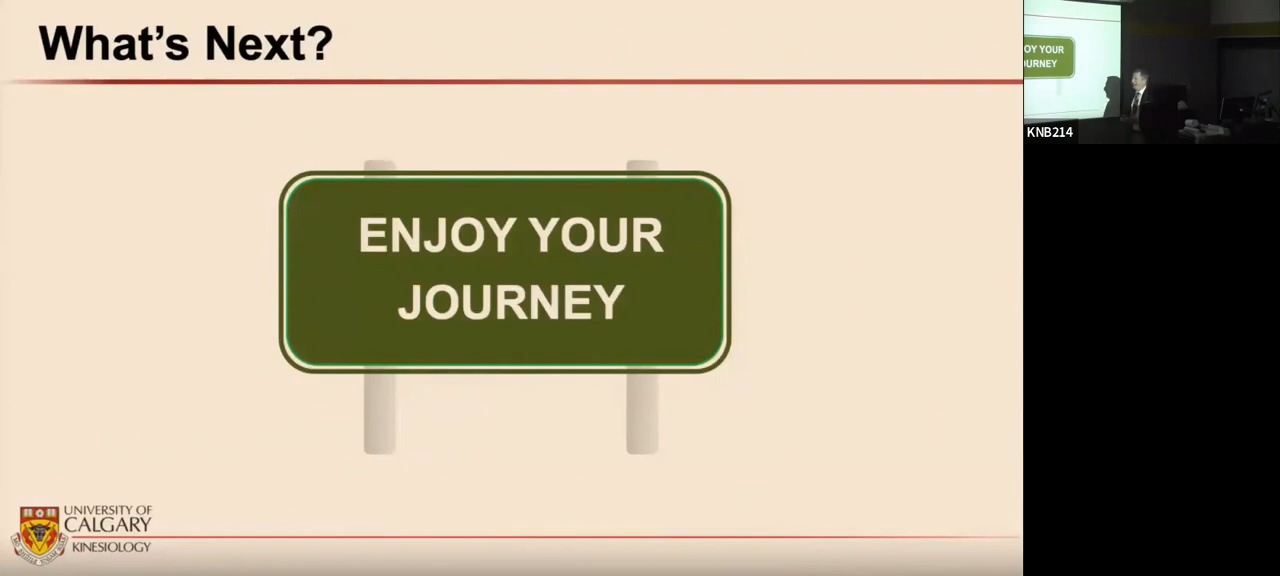 What's Next?
ENJOY YOUR
JOURNEY
UNIVERSITY OF
CALGARY
KINESIOLOGY
OY YOUR
URNEY
KNB214